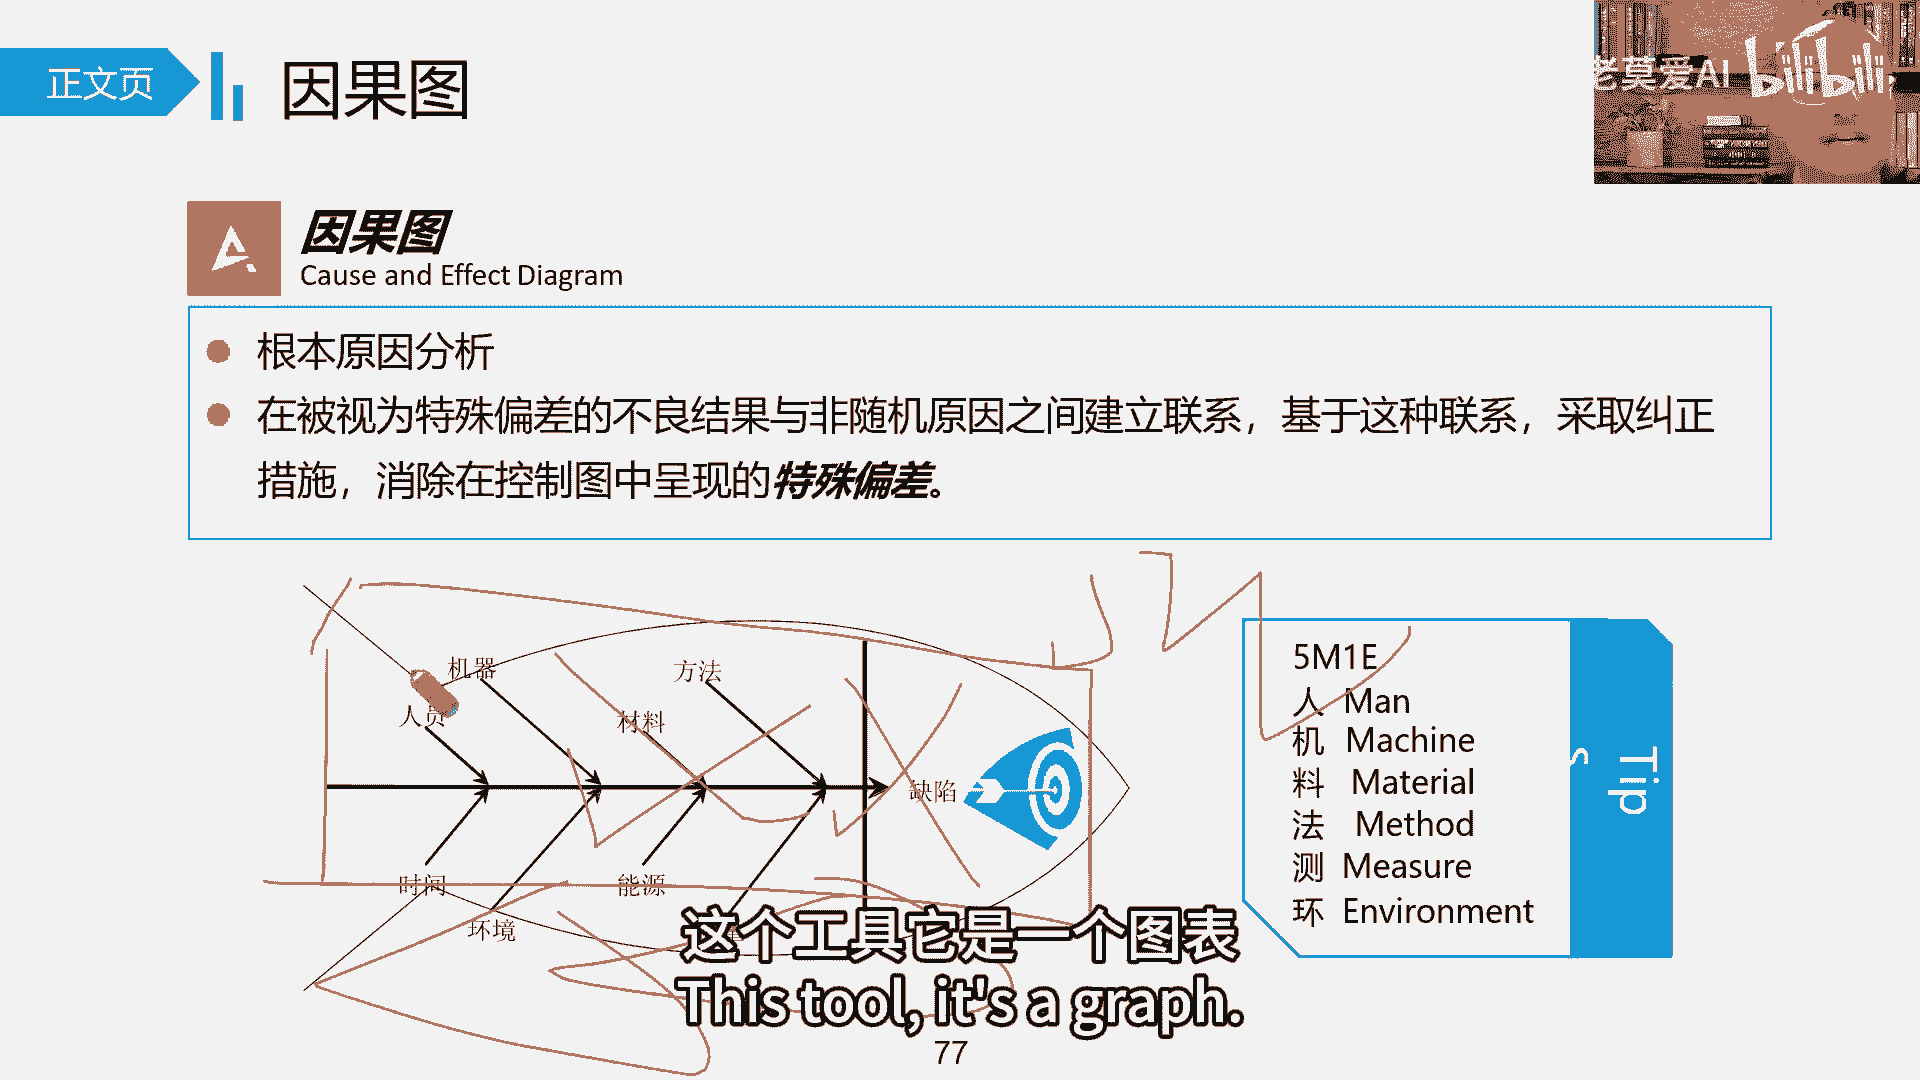 正文页
因果图
老莫爱AI bilibili
因果图
Cause and Effect Diagram
根本原因分析
在被视为特殊偏差的不良结果与非随机原因之间建立联系，基于这种联系，采取纠正
措施，消除在控制图中呈现的特殊偏差。
机器
方法
人员
材料
缺陷
时间
能源
环境
5M1E
人 Man
机 Machine
料 Material
法 Method
测 Measure
环 Environment
Tips
这个工具它是一个图表
This tool, it's a graph.
77